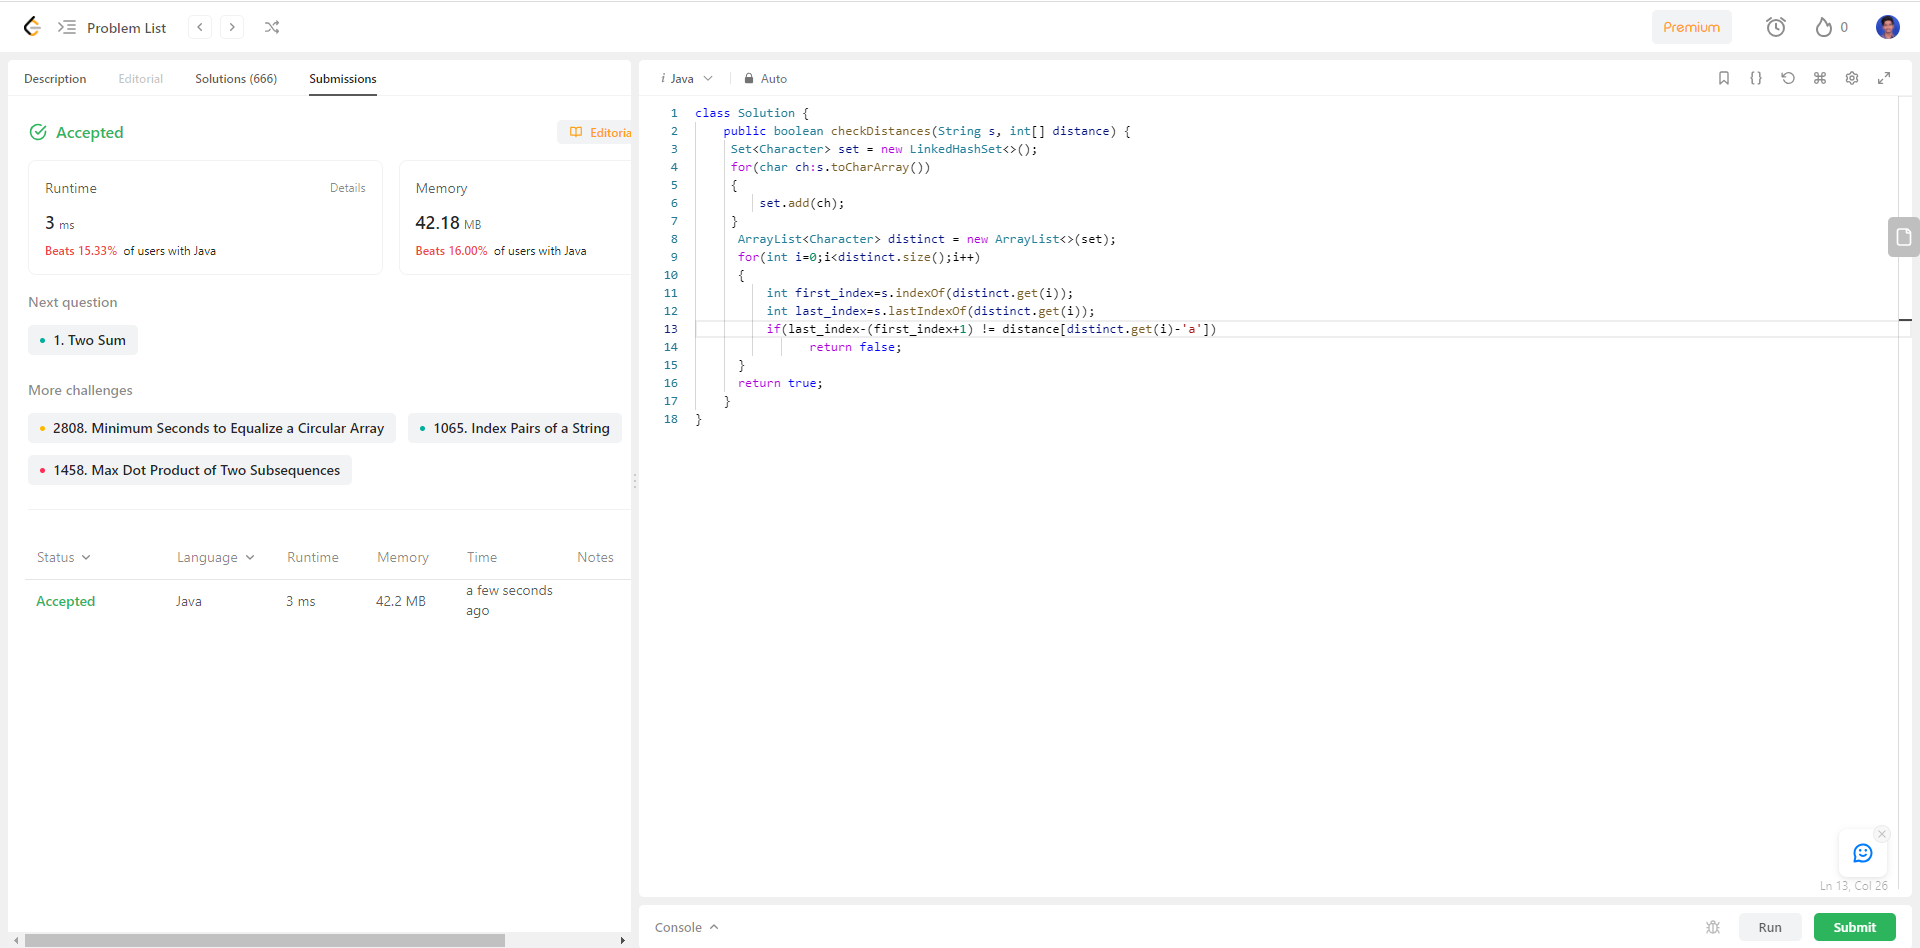 Problem List
Premium
0
Description Editorial Solutions (666) Submissions
Accepted
Editoria
Runtime Details
3 ms
Beats 15.33% of users with Java
Memory
42.18 MB
Beats 16.00% of users with Java
Next question
1. Two Sum
More challenges
2808. Minimum Seconds to Equalize a Circular Array
1065. Index Pairs of a String
1458. Max Dot Product of Two Subsequences
Status Language Runtime Memory Time Notes
Accepted Java 3 ms 42.2 MB a few seconds
ago
i Java Auto
1 class Solution {
2 public boolean checkDistances(String s, int[] distance) {
3 Set<Character> set = new LinkedHashSet<>();
4 for(char ch:s.toCharArray())
5 {
6 set.add(ch);
7 }
8 ArrayList<Character> distinct = new ArrayList<>(set);
9 for(int i=0;i<distinct.size();i++)
10 {
11 int first_index=s.indexOf(distinct.get(i));
12 int last_index=s.lastIndexOf(distinct.get(i));
13 if(last_index-(first_index+1) != distance[distinct.get(i)-'a'])
14 return false;
15 }
16 return true;
17 }
18 }
Ln 13, Col 26
Console
Run
Submit